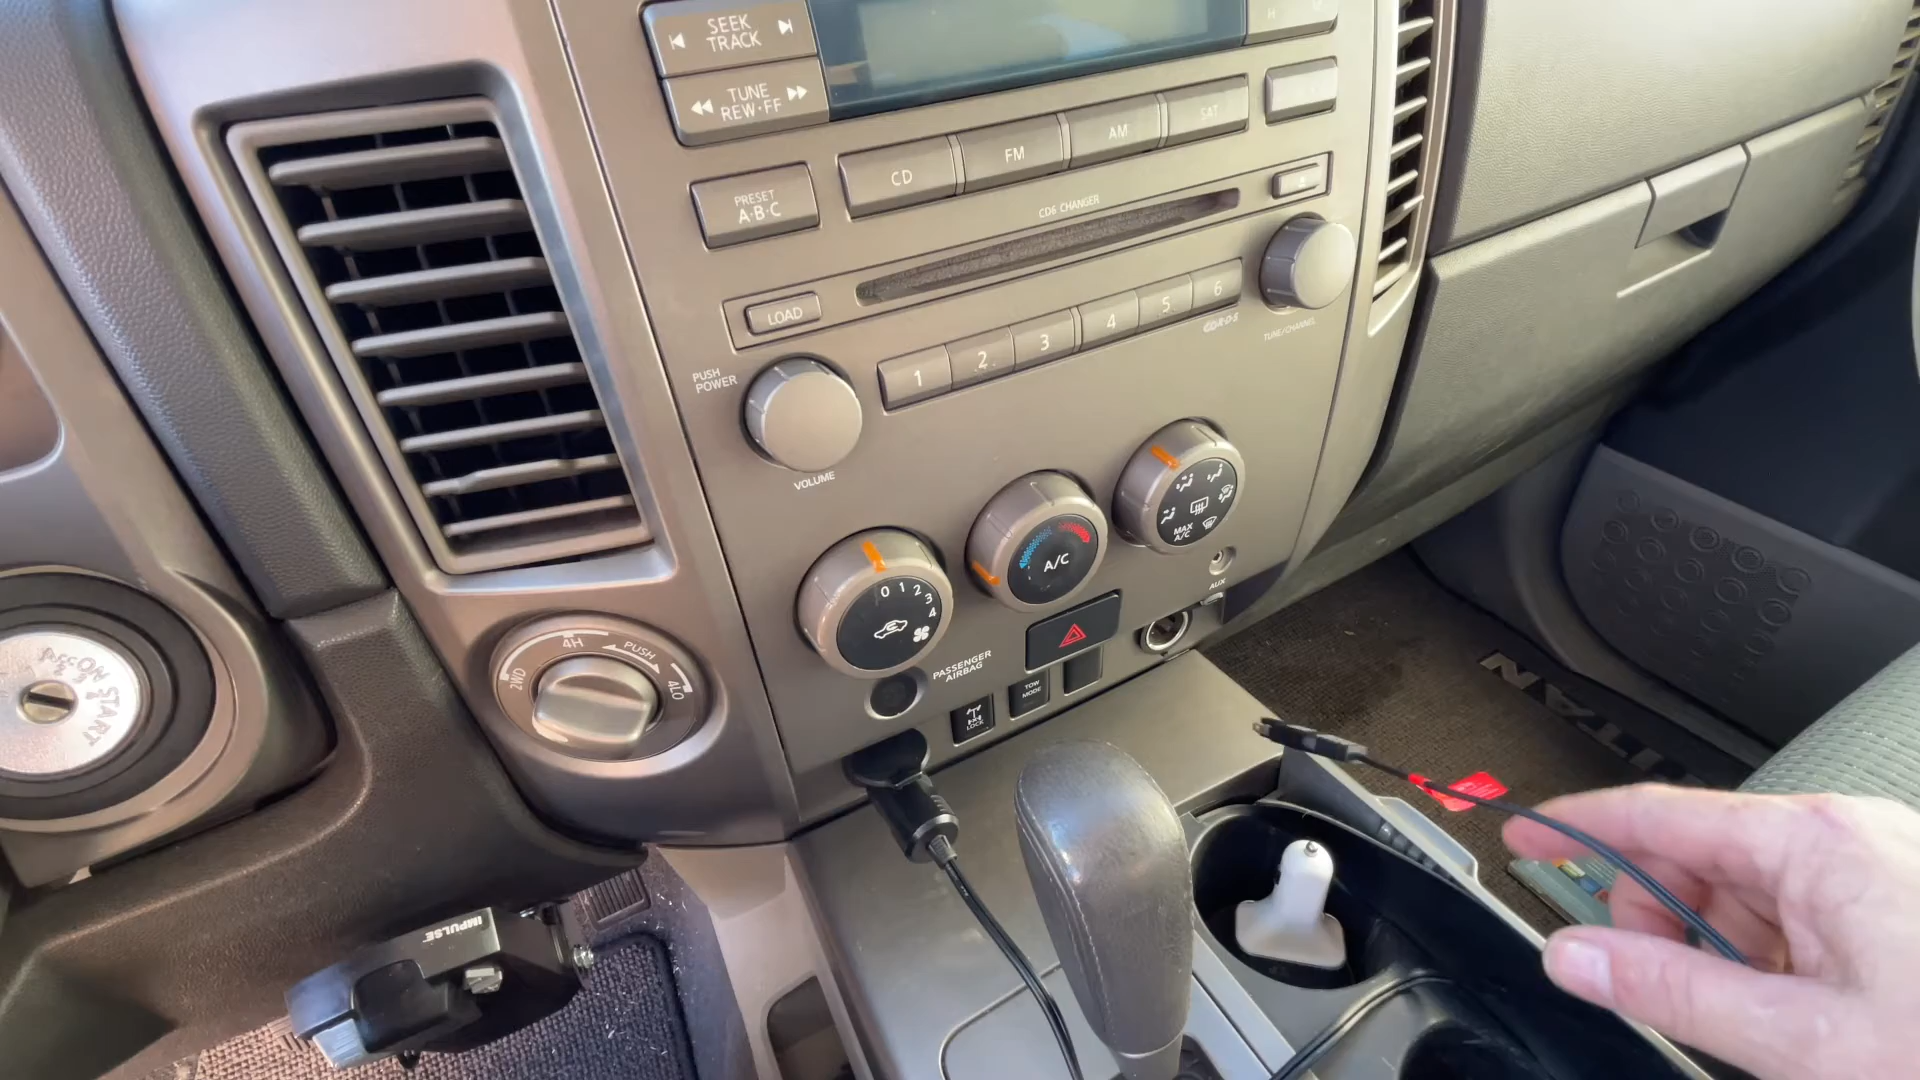 SEEK
TRACK
TUNE
REW·FF
PRESET
A·B·C
CD
FM
AM
SAT
CD6 CHANGER
LOAD
1
2
3
4
5
6
TUNE/CHANNEL
PUSH
POWER
VOLUME
0 1 2 3 4
A/C
MAX
A/C
AUX
PASSENGER
AIRBAG
TOW
MODE
LOCK
2WD
4H
PUSH
4LO
ACC
ON
START
IMPULSE
TITAN